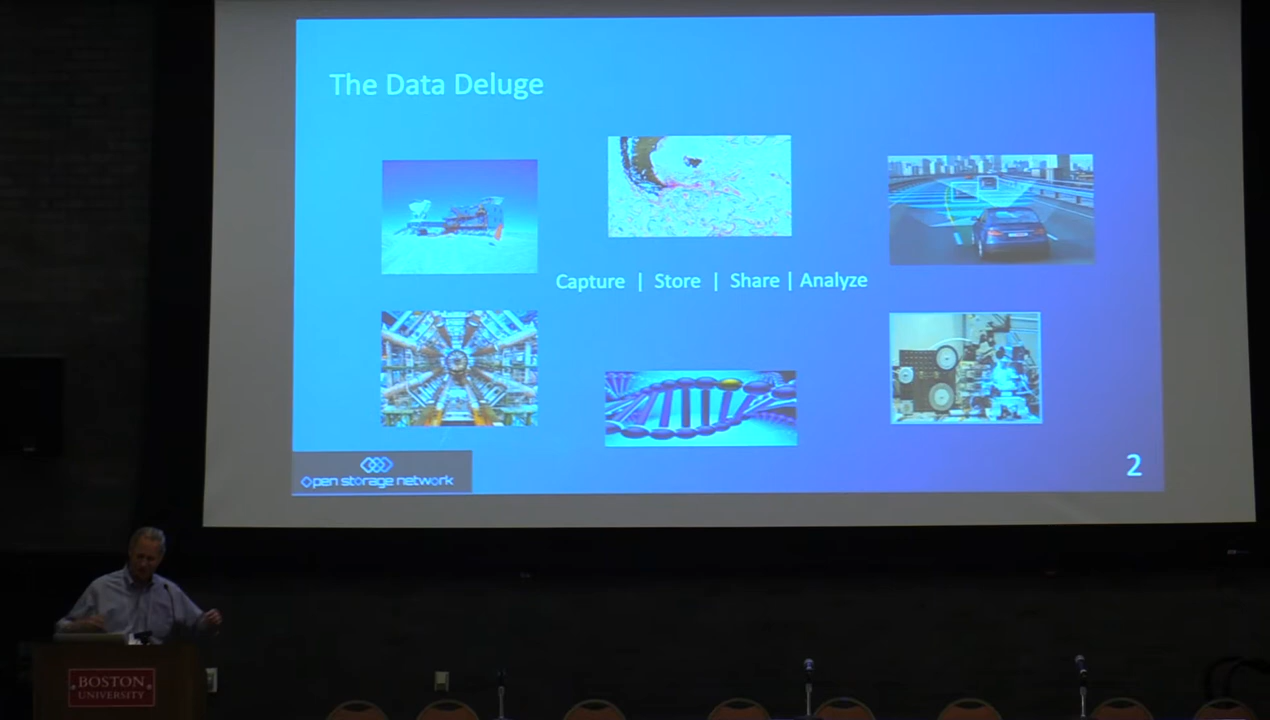 The Data Deluge
Capture | Store | Share | Analyze
open storage network
2
BOSTON
UNIVERSITY